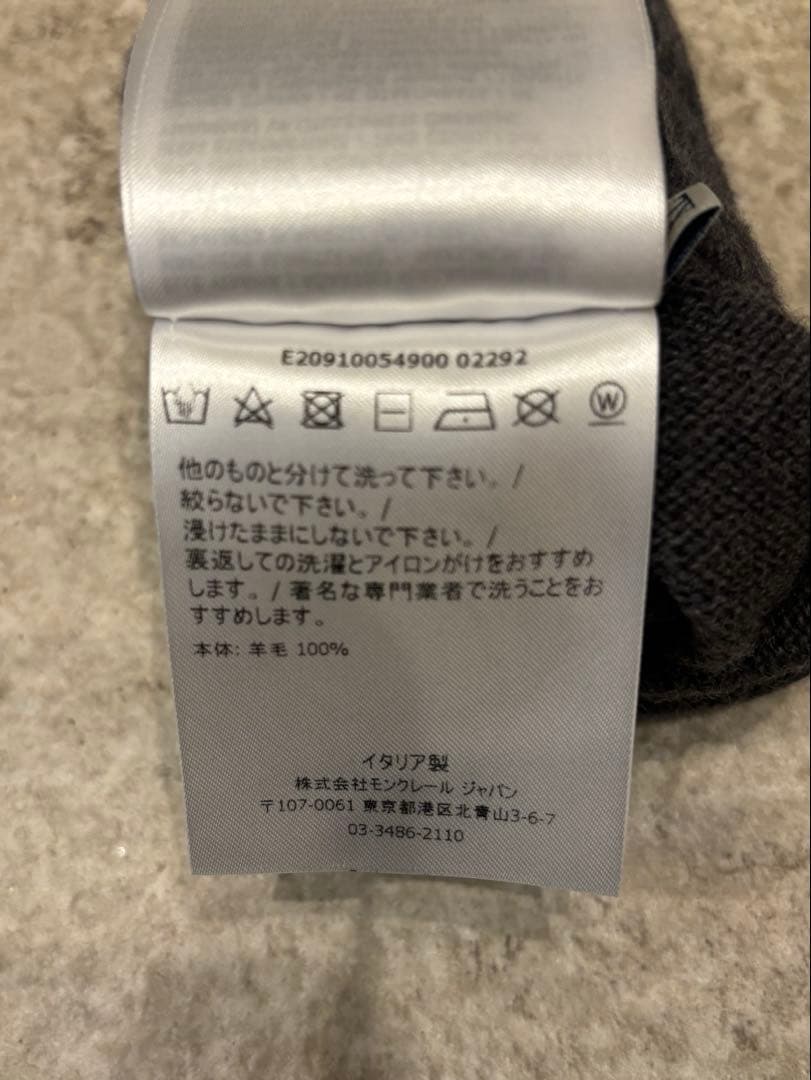 E20910054900 02292
W
他のものと分けて洗って下さい。/
絞らないで下さい。/
浸けたままにしないで下さい。/
裏返しての洗濯とアイロンがけをおすすめ
します。/ 著名な専門業者で洗うことをお
すすめします。
本体: 羊毛 100%
イタリア製
株式会社モンクレール ジャパン
〒107-0061 東京都港区北青山3-6-7
03-3486-2110